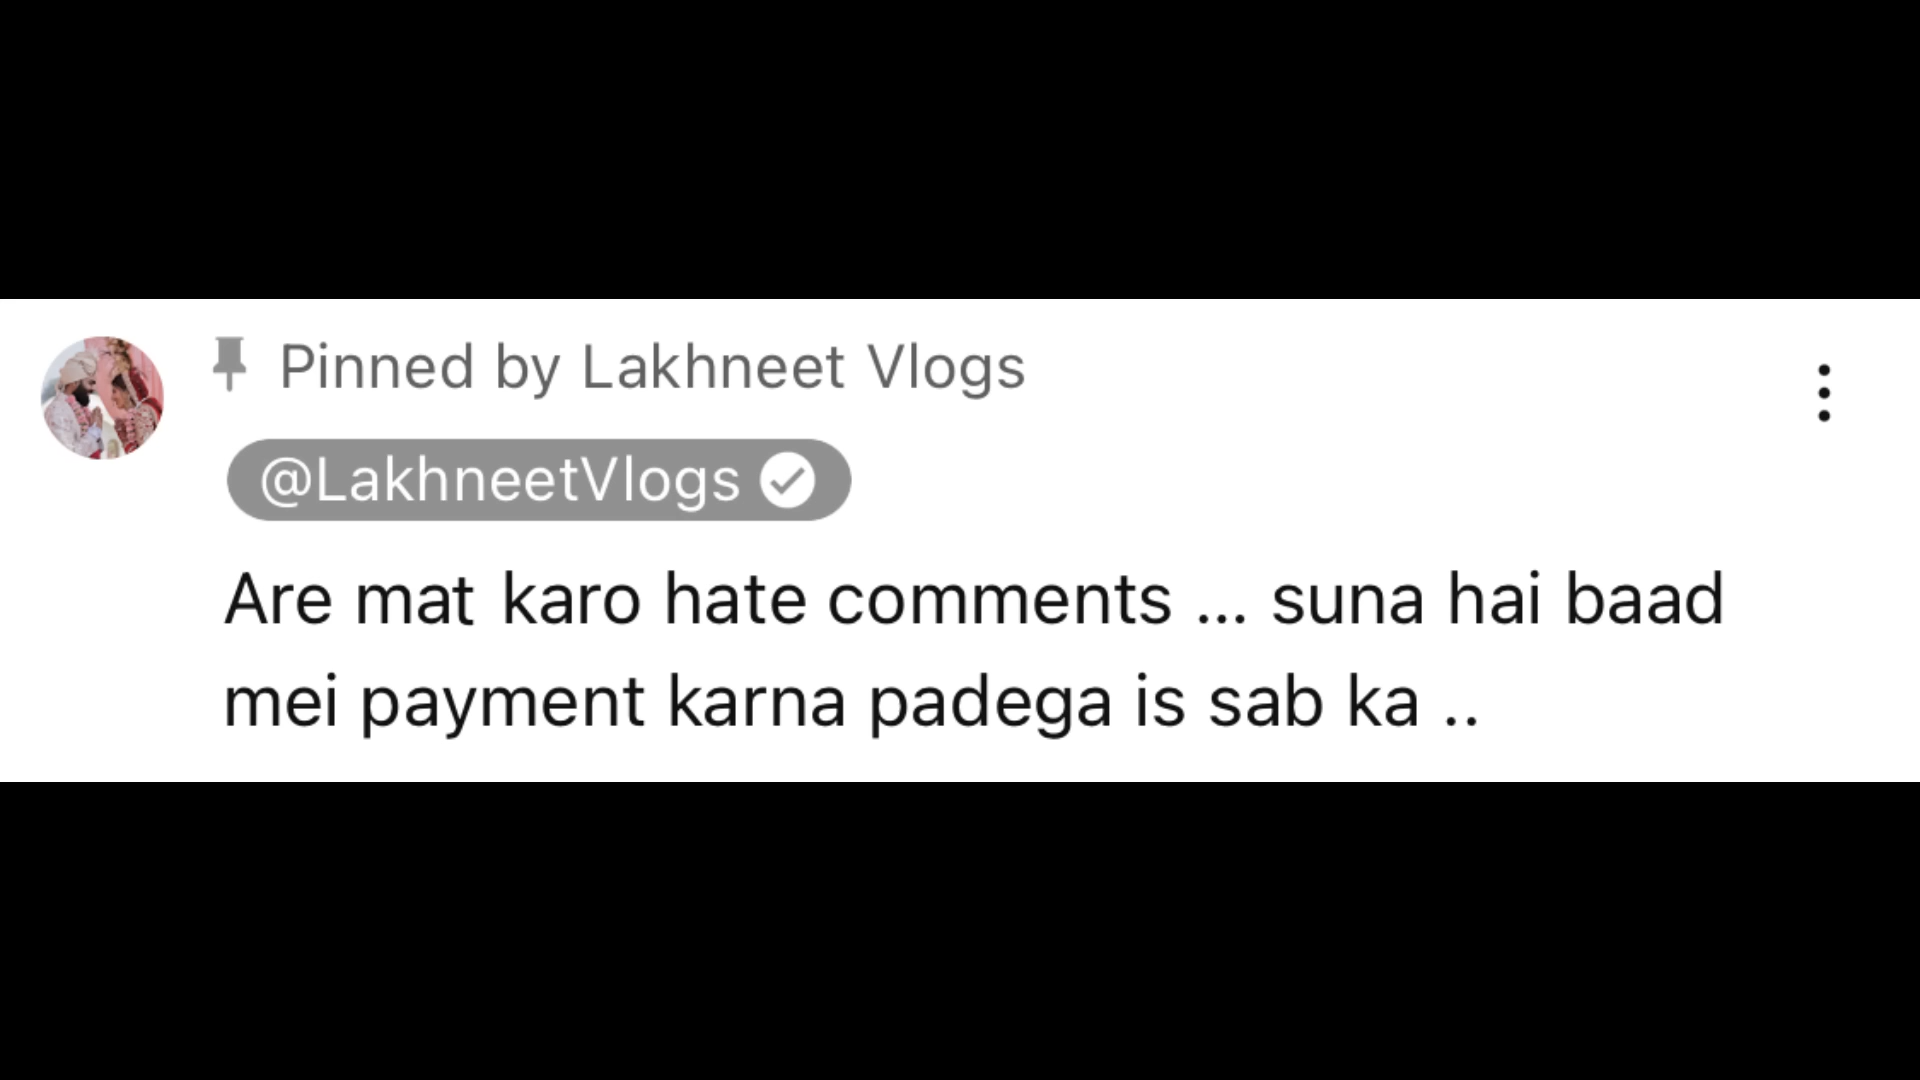 Pinned by Lakhneet Vlogs
@LakhneetVlogs
Are mat karo hate comments ... suna hai baad
mei payment karna padega is sab ka ..